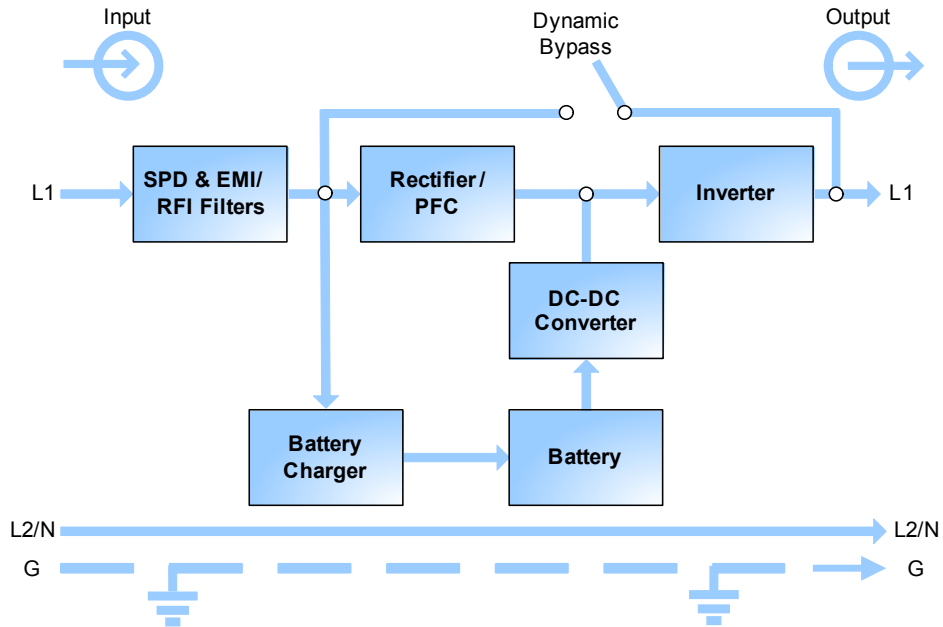 Input
Dynamic
Bypass
Output
L1
SPD & EMI/
RFI Filters
Rectifier/
PFC
Inverter
L1
DC-DC
Converter
Battery
Charger
Battery
L2/N
L2/N
G
G